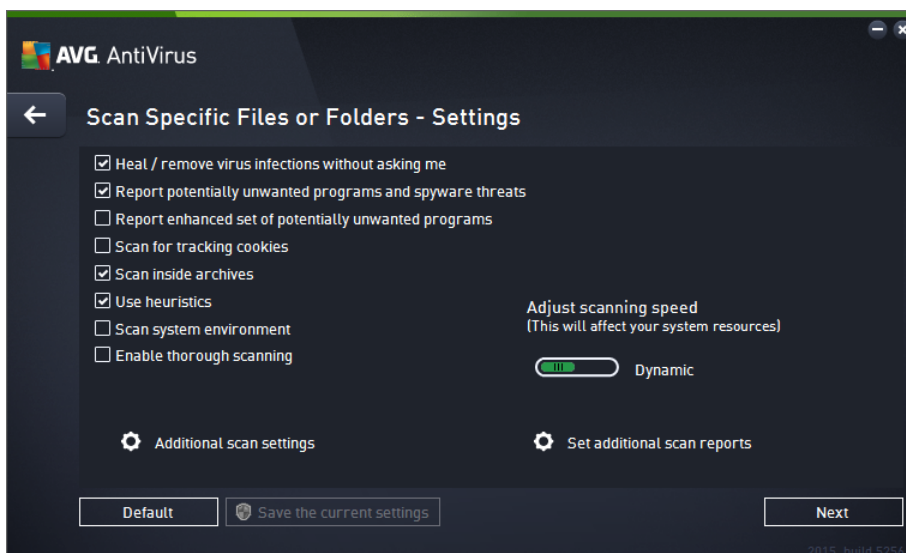 AVG. AntiVirus
Scan Specific Files or Folders - Settings
Heal / remove virus infections without asking me
Report potentially unwanted programs and spyware threats
Report enhanced set of potentially unwanted programs
Scan for tracking cookies
Scan inside archives
Use heuristics
Scan system environment
Enable thorough scanning
Adjust scanning speed
(This will affect your system resources)
Dynamic
Additional scan settings
Set additional scan reports
Default
Save the current settings
Next
2015, build 5256